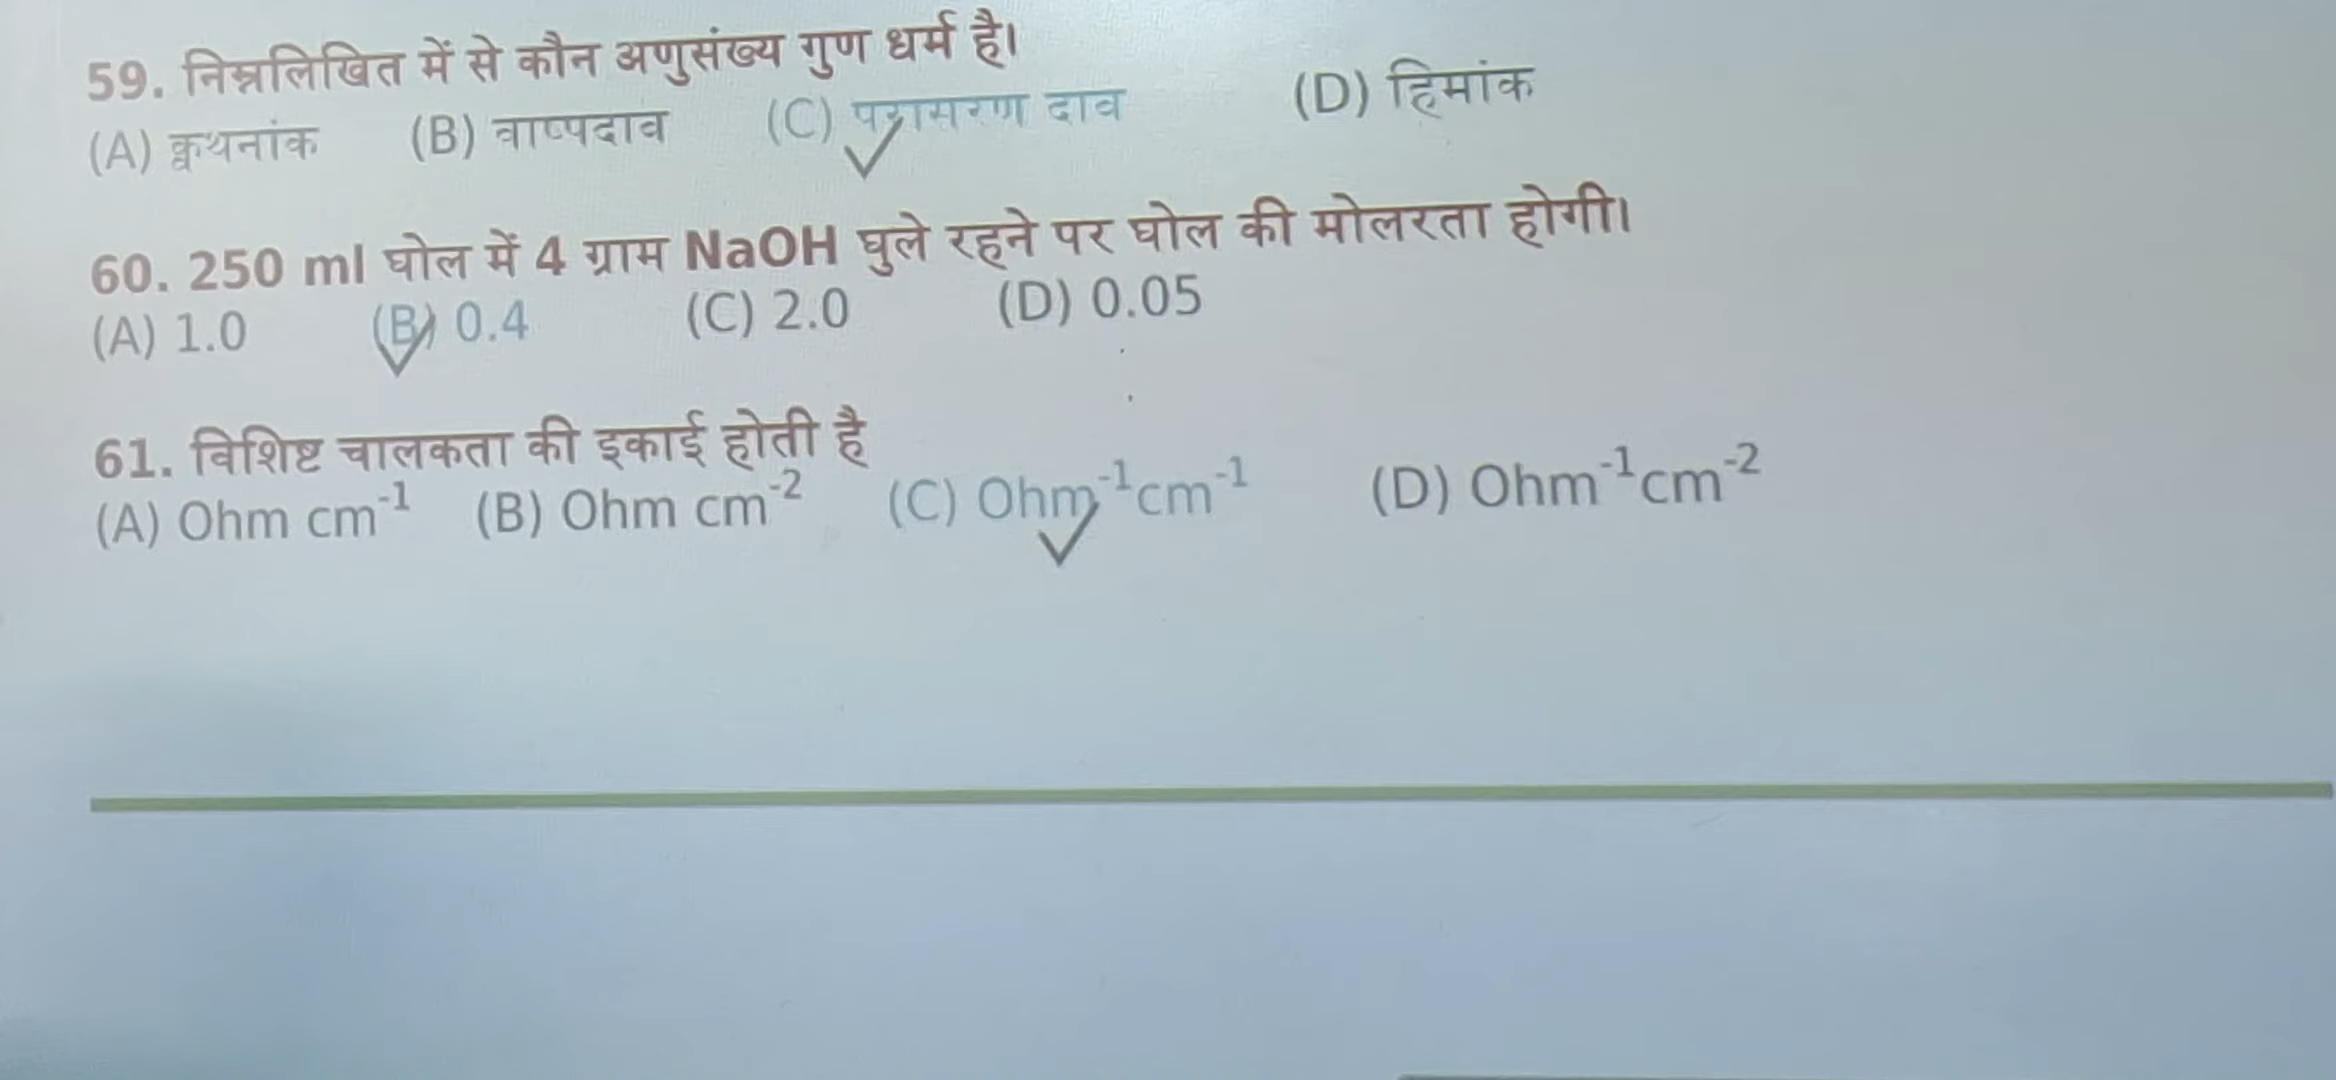 59. निम्नलिखित में से कौन अणुसंख्य गुण धर्म है।
(A) क्वथनांक (B) वाष्पदाब (C) परासरण दाब (D) हिमांक
60. 250 ml घोल में 4 ग्राम NaOH घुले रहने पर घोल की मोलरता होगी।
(A) 1.0 (B) 0.4 (C) 2.0 (D) 0.05
61. विशिष्ट चालकता की इकाई होती है
(A) Ohm cm⁻¹ (B) Ohm cm⁻² (C) Ohm⁻¹cm⁻¹ (D) Ohm⁻¹cm⁻²